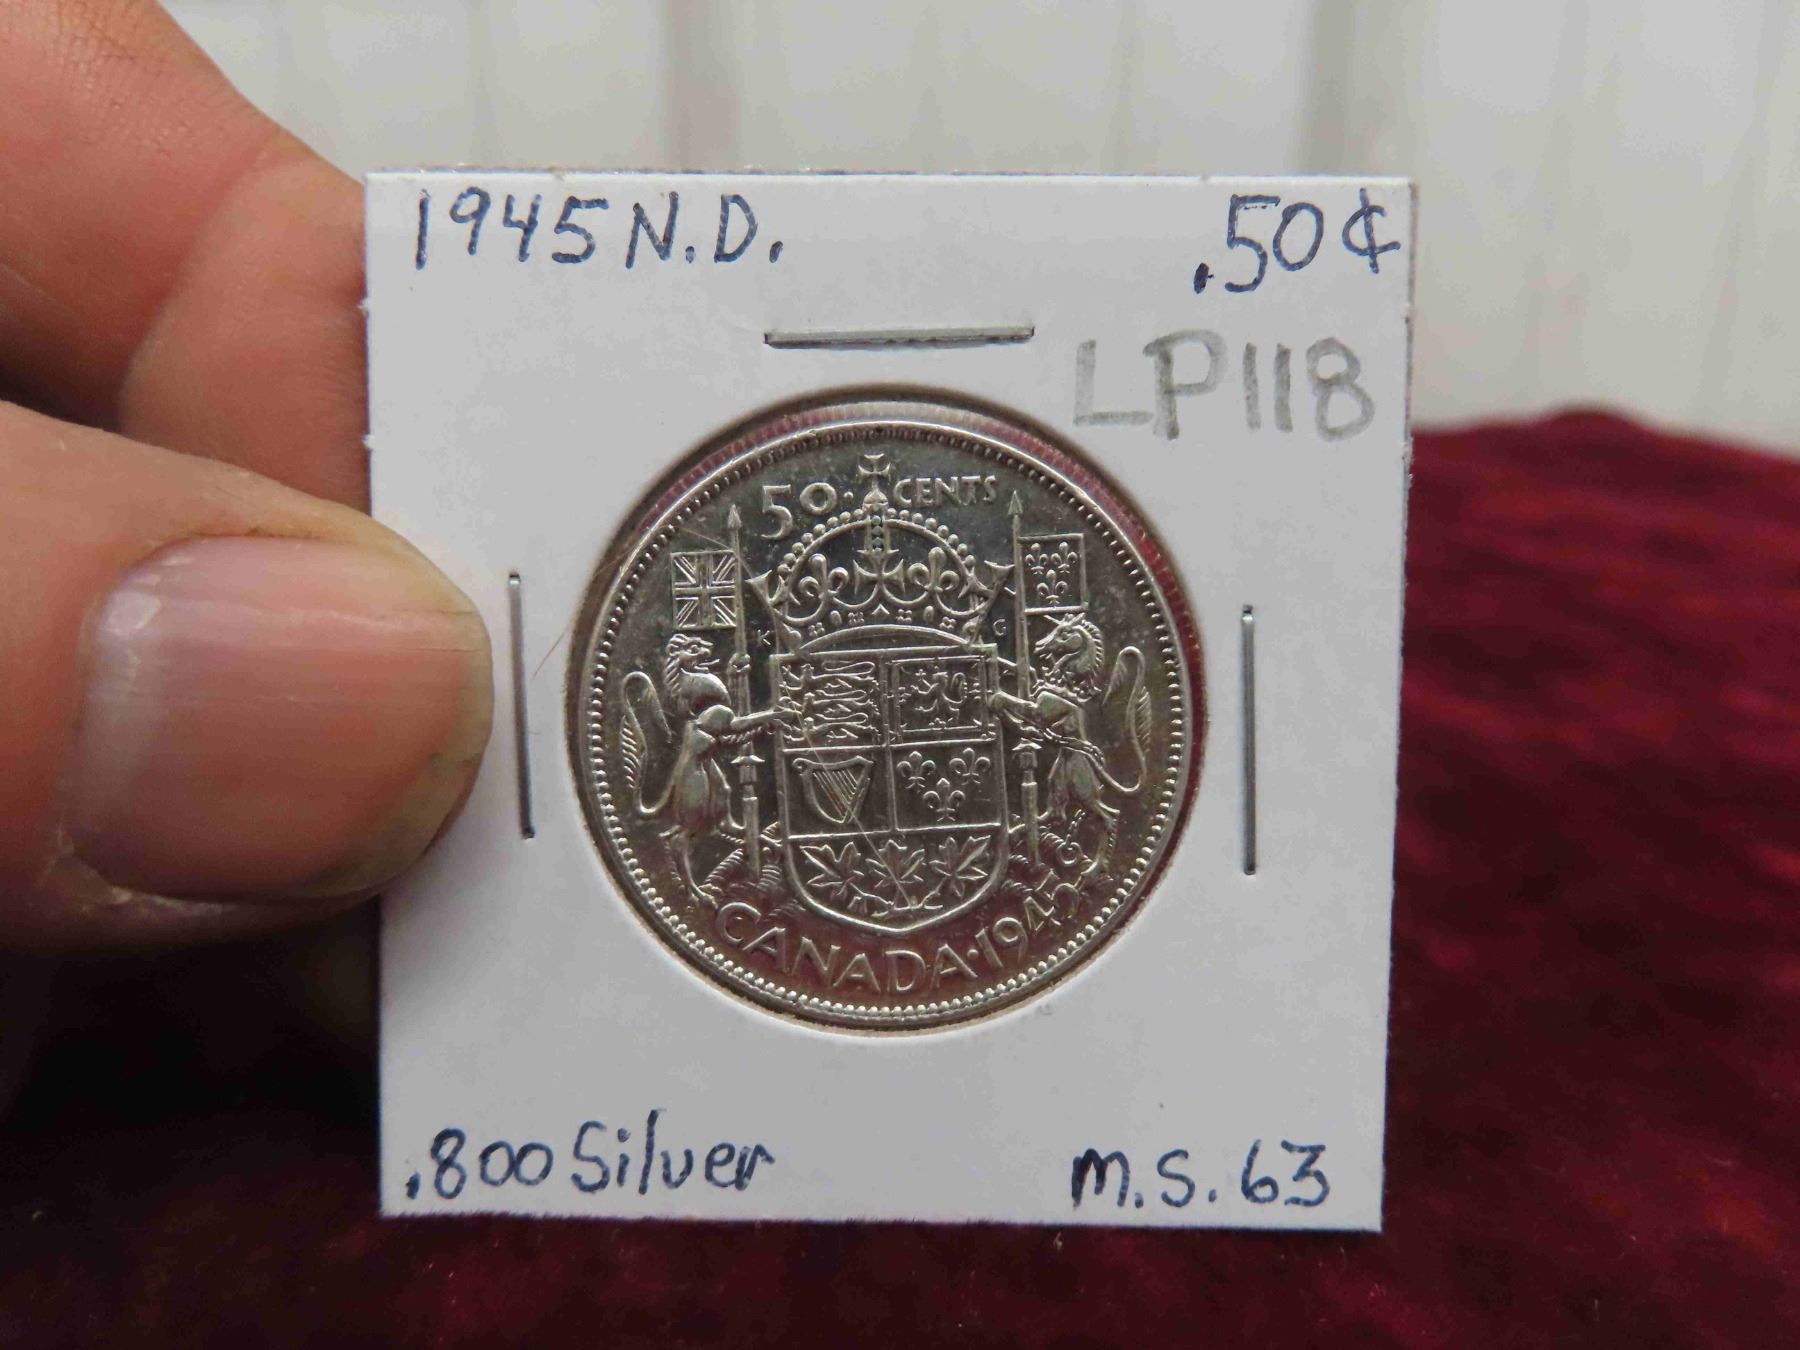 1945 N.D. .50¢
LP118
50 · CENTS
K G
CANADA · 1945
.800 Silver M.S. 63